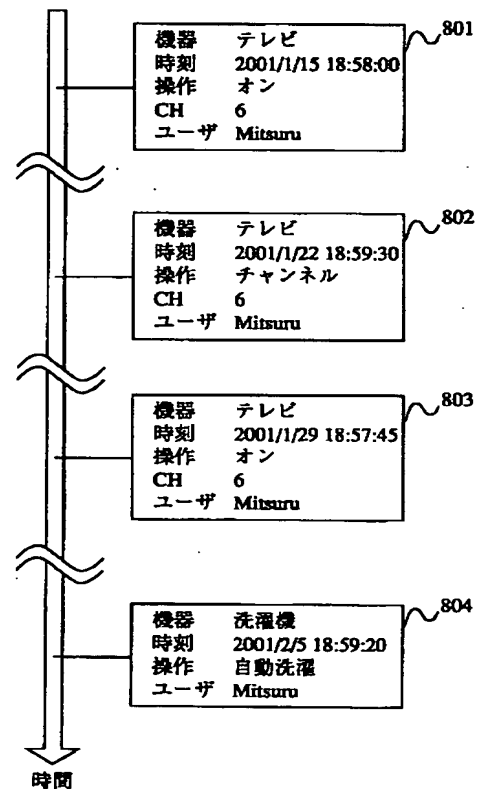 801
機器 テレビ
時刻 2001/1/15 18:58:00
操作 オン
CH 6
ユーザ Mitsuru
802
機器 テレビ
時刻 2001/1/22 18:59:30
操作 チャンネル
CH 6
ユーザ Mitsuru
803
機器 テレビ
時刻 2001/1/29 18:57:45
操作 オン
CH 6
ユーザ Mitsuru
804
機器 洗濯機
時刻 2001/2/5 18:59:20
操作 自動洗濯
ユーザ Mitsuru
時間